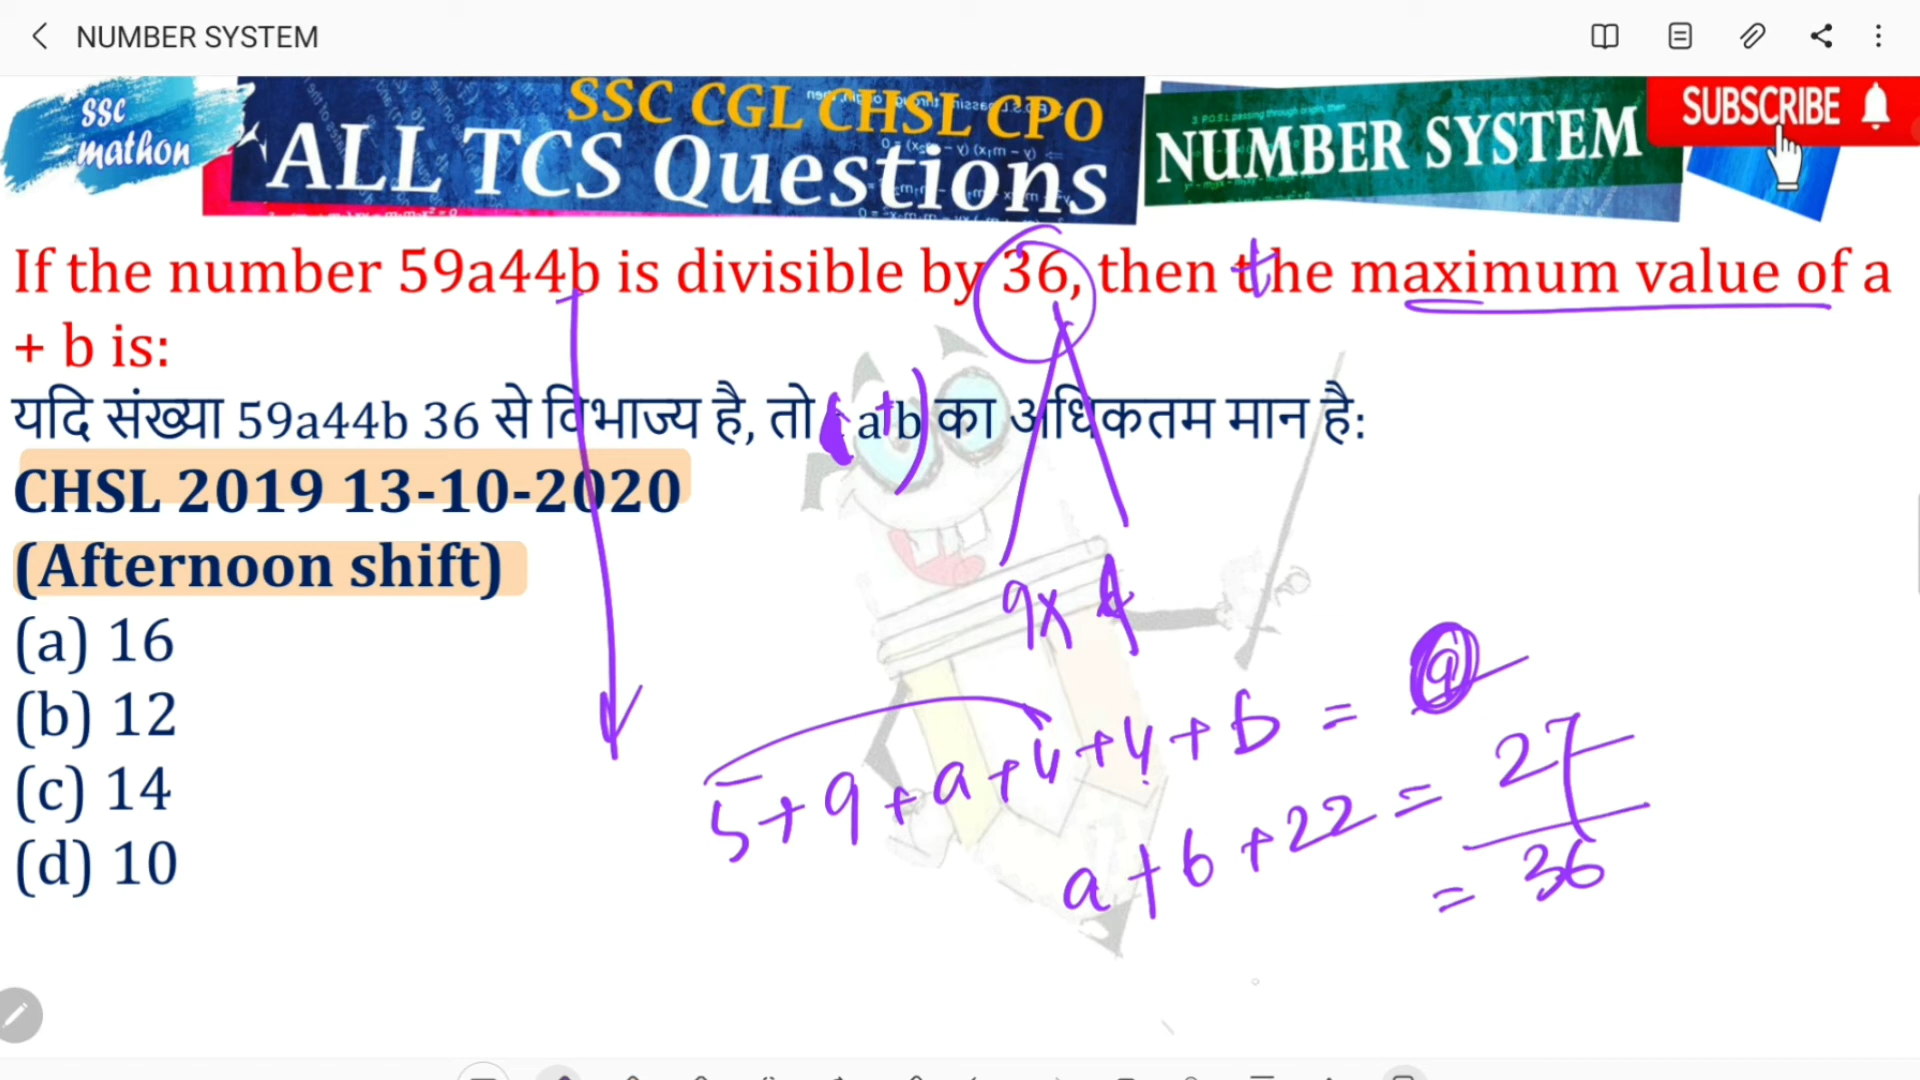 NUMBER SYSTEM
ssc
mathon
SSC CGL CHSL CPO
ALL TCS Questions
NUMBER SYSTEM
SUBSCRIBE
If the number 59a44b is divisible by 36, then the maximum value of a
+ b is:
यदि संख्या 59a44b 36 से विभाज्य है, तो (a+b) का अधिकतम मान है:
CHSL 2019 13-10-2020
(Afternoon shift)
(a) 16
(b) 12
(c) 14
(d) 10
9x4
5+9+a+4+4+b = 9
a+b+22 = 27
= 36